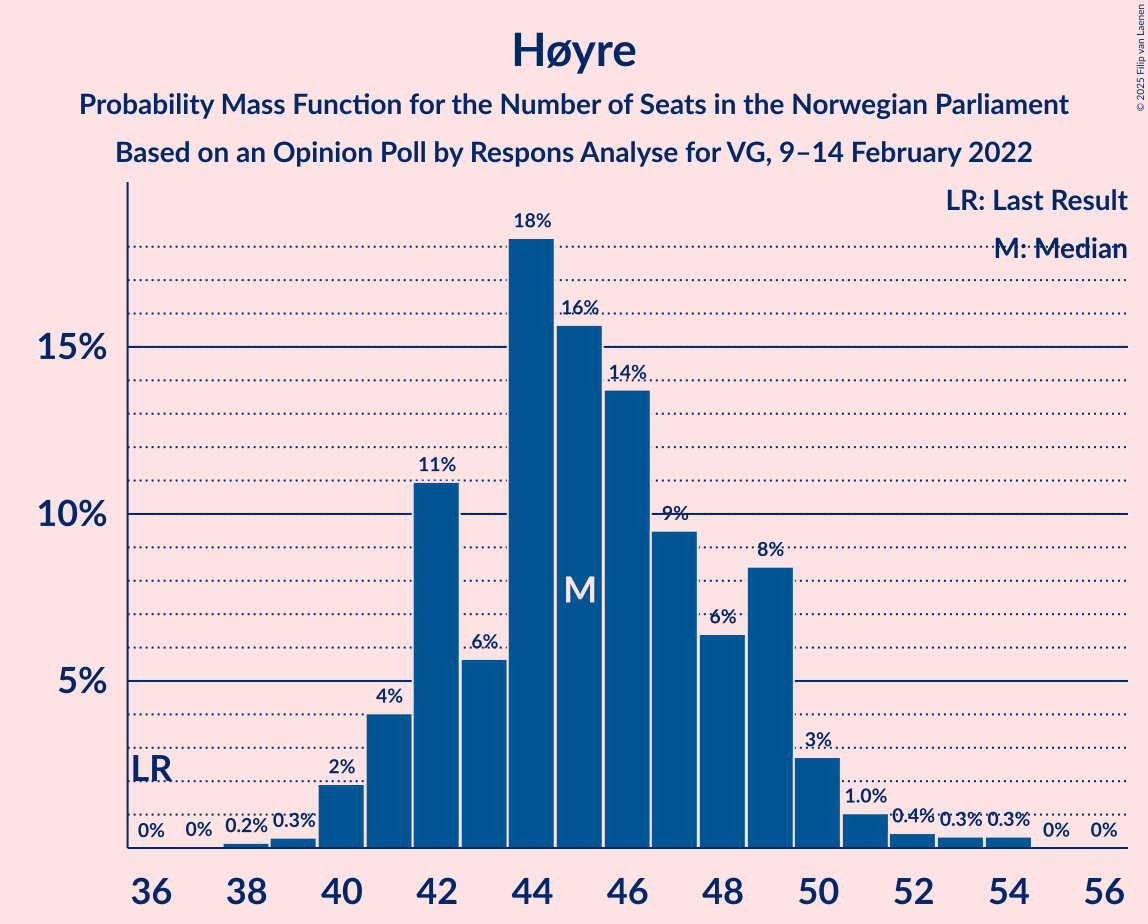 Høyre
Probability Mass Function for the Number of Seats in the Norwegian Parliament
Based on an Opinion Poll by Respons Analyse for VG, 9–14 February 2022
© 2025 Filip van Laenen
LR: Last Result
M: Median
18%
16%
15%
14%
11%
10%
9%
8%
M
6%
6%
5%
4%
3%
LR
2%
1.0%
0% 0% 0.2% 0.3% 0.4% 0.3% 0.3% 0% 0%
36 38 40 42 44 46 48 50 52 54 56